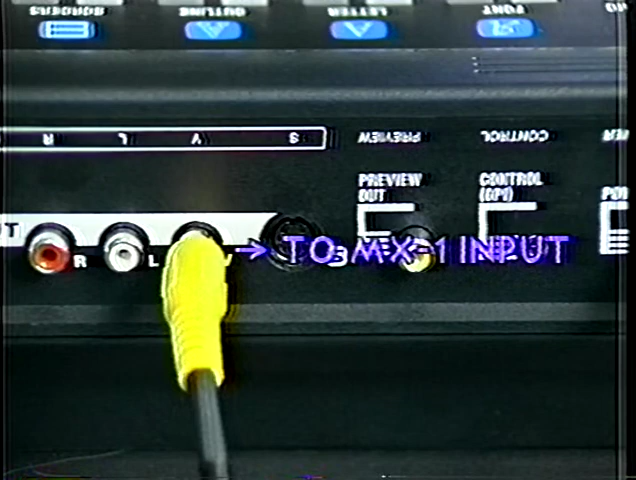 BORDERS OUTLINE LETTER FONT
R L V S PREVIEW CONTROL
PREVIEW
OUT
CONTROL
(GPI)
R L
→ TO MX-1 INPUT